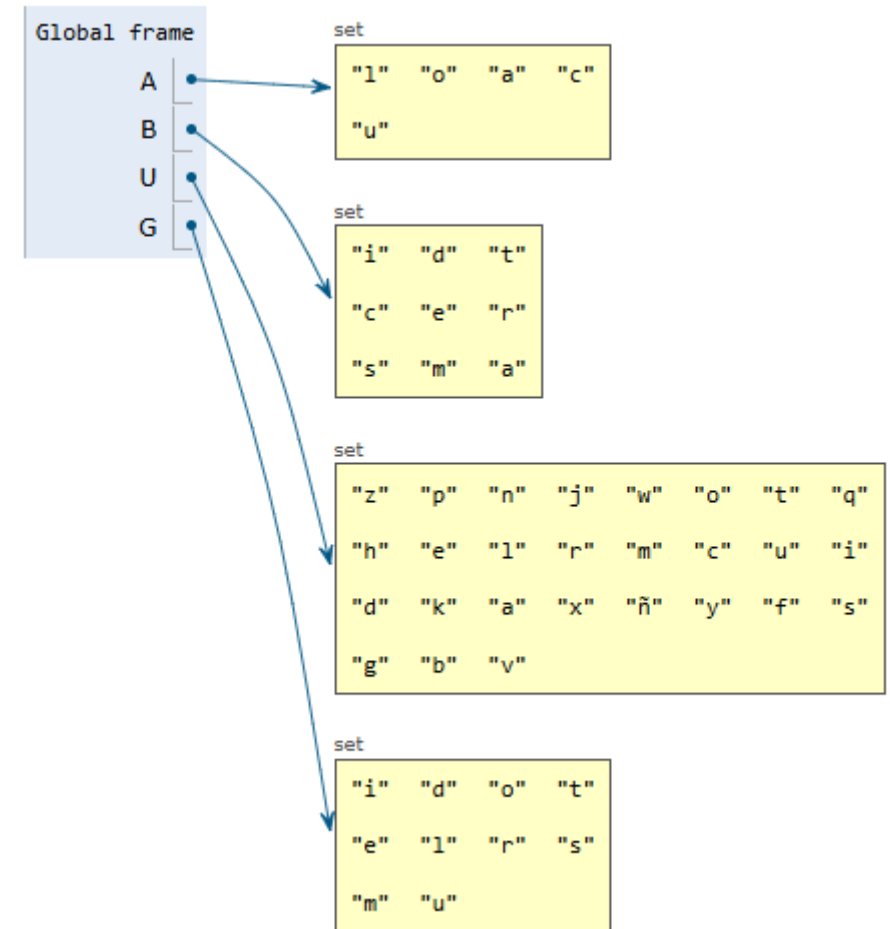 Global frame
A
B
U
G
set
"l" "o" "a" "c"
"u"
set
"i" "d" "t"
"c" "e" "r"
"s" "m" "a"
set
"z" "p" "n" "j" "w" "o" "t" "q"
"h" "e" "l" "r" "m" "c" "u" "i"
"d" "k" "a" "x" "ñ" "y" "f" "s"
"g" "b" "v"
set
"i" "d" "o" "t"
"e" "l" "r" "s"
"m" "u"